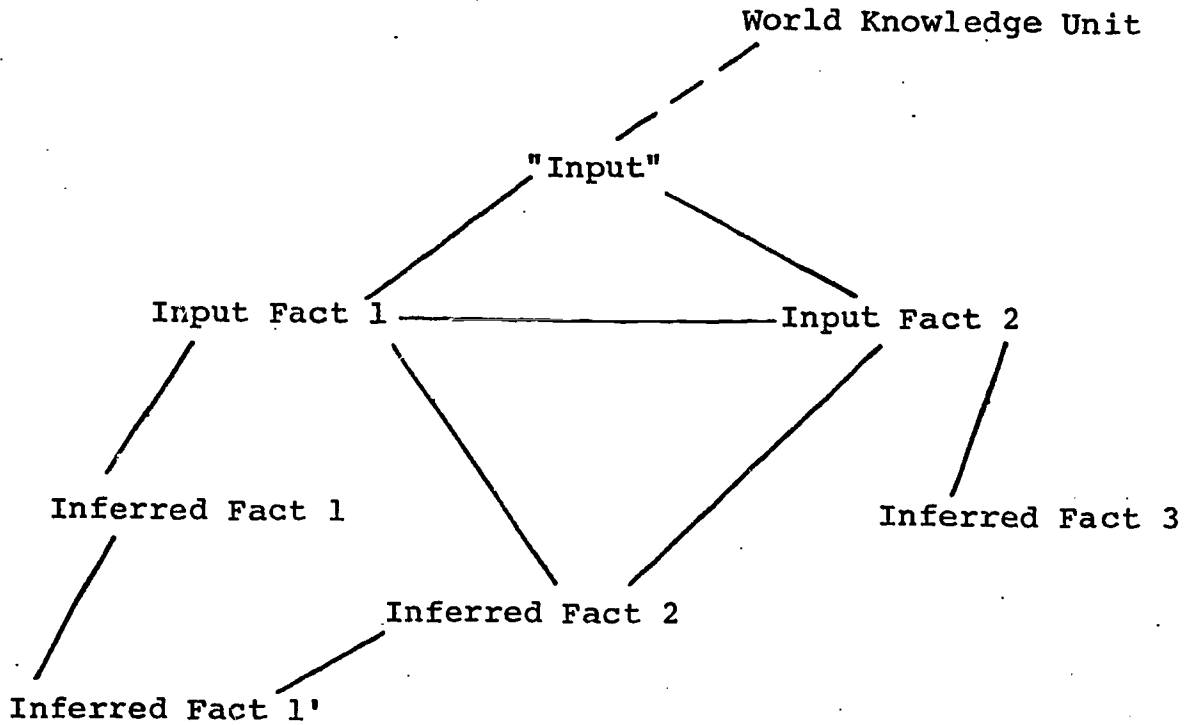 World Knowledge Unit
"Input"
Input Fact 1
Input Fact 2
Inferred Fact 1
Inferred Fact 3
Inferred Fact 2
Inferred Fact 1'